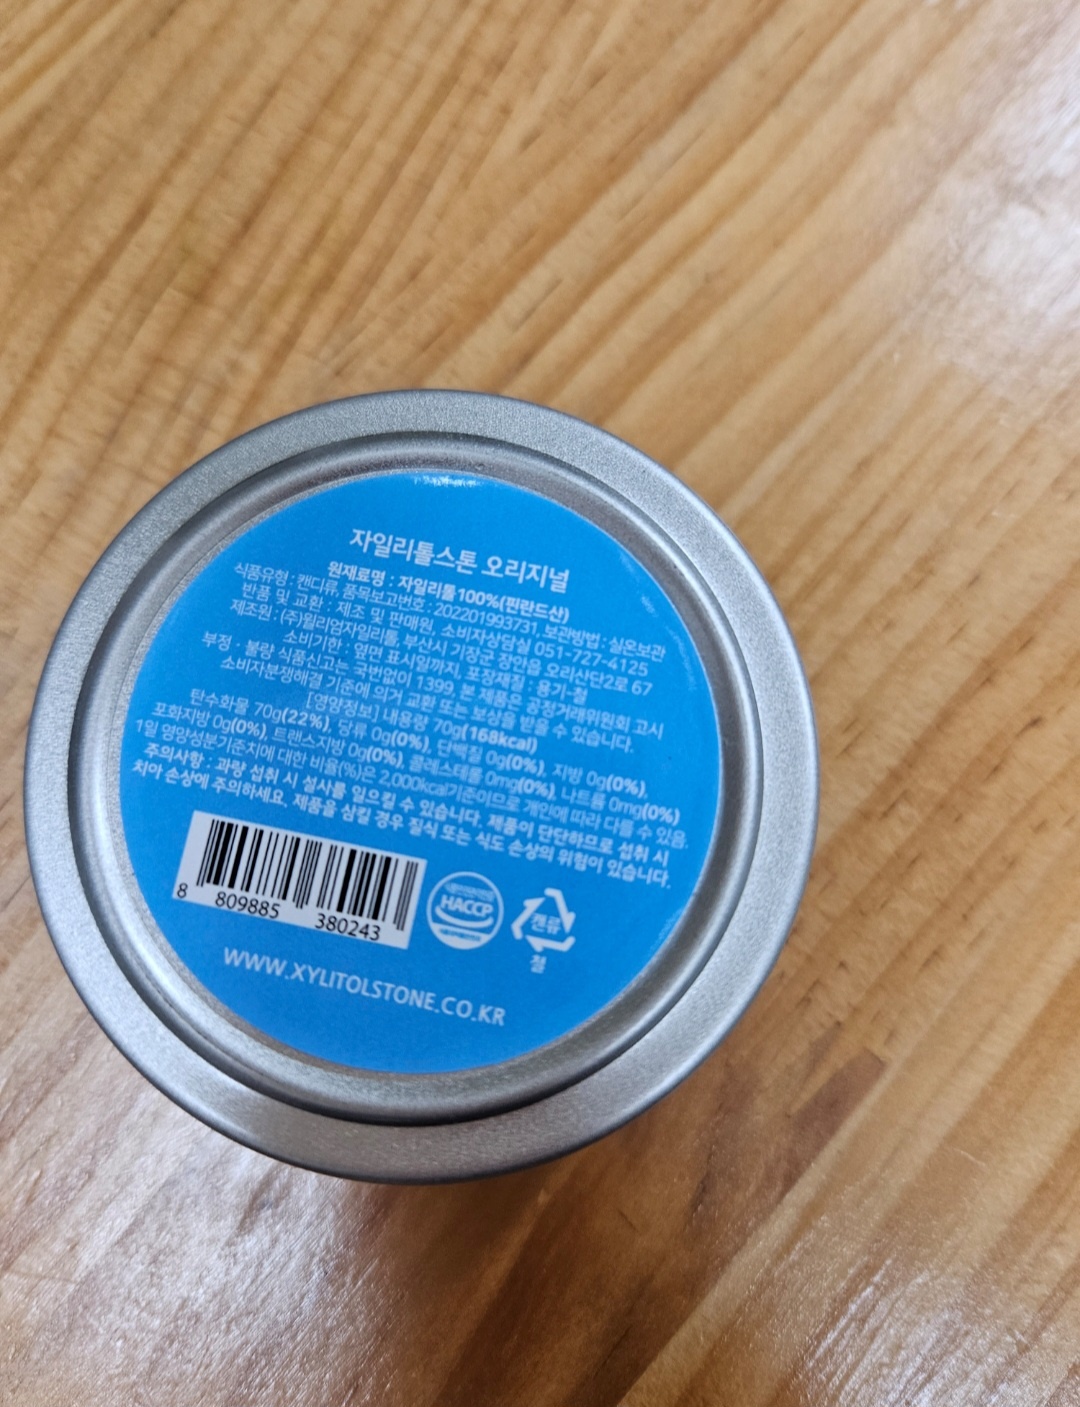 자일리톨스톤 오리지널
원재료명 : 자일리톨100%(핀란드산)
식품유형 : 캔디류, 품목보고번호 : 202201993731, 보관방법 : 실온보관
반품 및 교환 : 제조 및 판매원, 소비자상담실 051-727-4125
제조원 : (주)윌리엄자일리톨, 부산시 기장군 장안읍 오리산단2로 67
소비기한 : 옆면 표시일까지, 포장재질 : 용기-철
부정 · 불량 식품신고는 국번없이 1399, 본 제품은 공정거래위원회 고시
소비자분쟁해결 기준에 의거 교환 또는 보상을 받을 수 있습니다.
[영양정보] 내용량 70g(168kcal)
탄수화물 70g(22%), 당류 0g(0%), 단백질 0g(0%), 지방 0g(0%),
포화지방 0g(0%), 트랜스지방 0g(0%), 콜레스테롤 0mg(0%), 나트륨 0mg(0%)
1일 영양성분기준치에 대한 비율(%)은 2,000kcal기준이므로 개인에 따라 다를 수 있음.
주의사항 : 과량 섭취 시 설사를 일으킬 수 있습니다. 제품이 단단하므로 섭취 시
치아 손상에 주의하세요. 제품을 삼킬 경우 질식 또는 식도 손상의 위험이 있습니다.
8 809885 380243
HACCP
캔류
철
WWW.XYLITOLSTONE.CO.KR